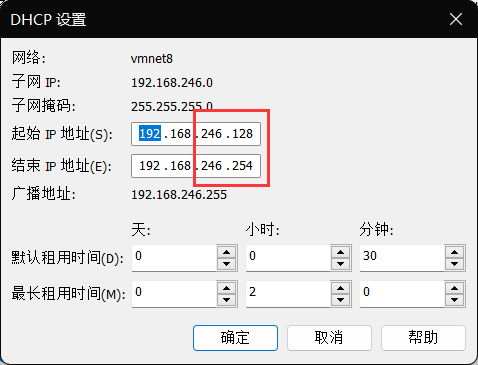 DHCP 设置
网络: vmnet8
子网 IP: 192.168.246.0
子网掩码: 255.255.255.0
起始 IP 地址(S): 192 . 168 . 246 . 128
结束 IP 地址(E): 192 . 168 . 246 . 254
广播地址: 192.168.246.255
天: 小时: 分钟:
默认租用时间(D): 0 0 30
最长租用时间(M): 0 2 0
确定 取消 帮助